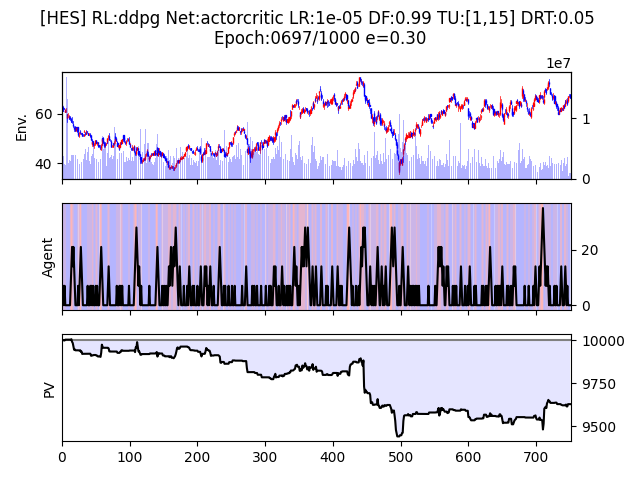 [HES] RL:ddpg Net:actorcritic LR:1e-05 DF:0.99 TU:[1,15] DRT:0.05
Epoch:0697/1000 e=0.30
1e7
Env.
60
40
1
0
Agent
20
0
PV
10000
9750
9500
0 100 200 300 400 500 600 700